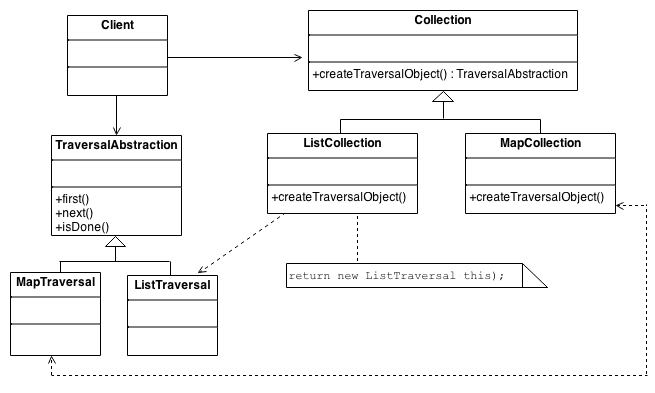 Client
Collection
+createTraversalObject() : TraversalAbstraction
TraversalAbstraction
+first()
+next()
+isDone()
ListCollection
+createTraversalObject()
MapCollection
+createTraversalObject()
return new ListTraversal this);
MapTraversal
ListTraversal